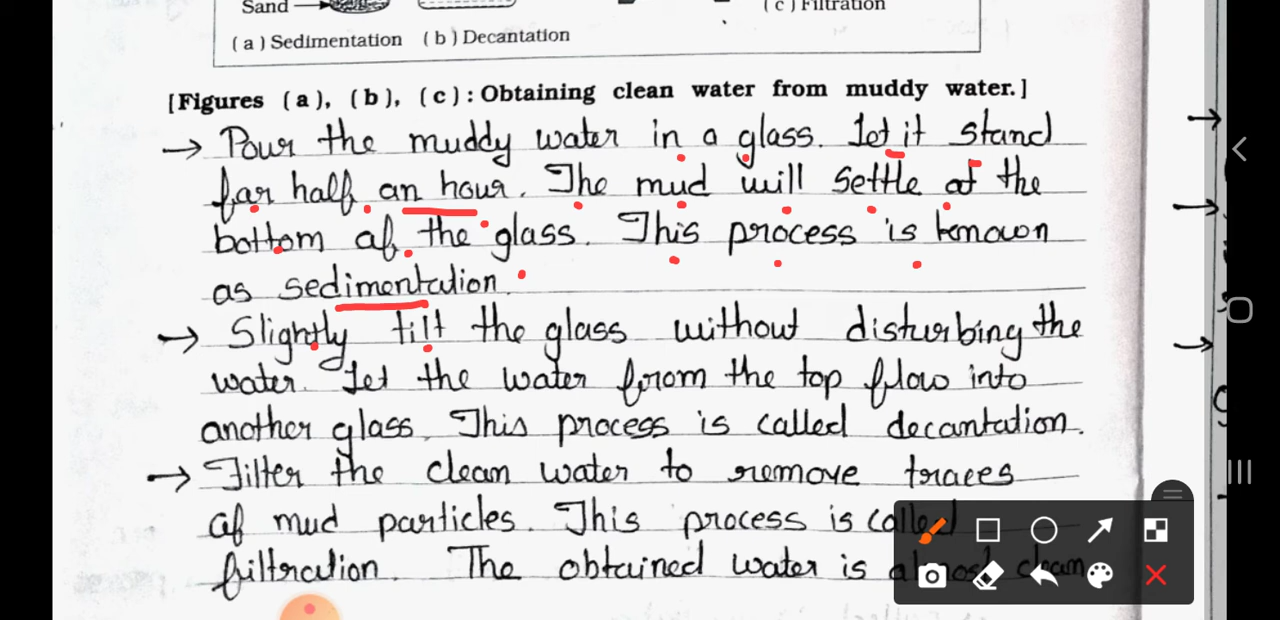 Sand
(c) Filtration
(a) Sedimentation (b) Decantation
[Figures (a), (b), (c) : Obtaining clean water from muddy water.]
→ Pour the muddy water in a glass. Let it stand
for half an hour. The mud will settle at the
bottom of the glass. This process is known
as sedimentation.
→ Slightly tilt the glass without disturbing the
water. Let the water from the top flow into
another glass. This process is called decantation.
→ Filter the clean water to remove traces
of mud particles. This process is called
filtration. The obtained water is almost clean